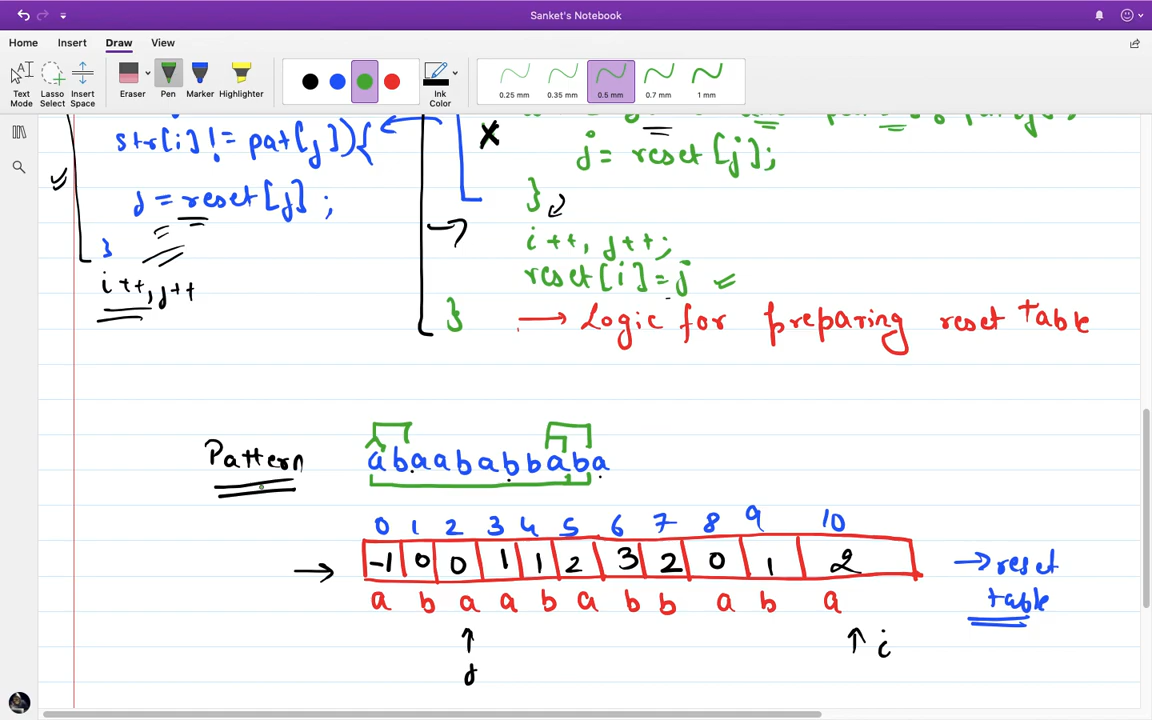 Sanket's Notebook
Home Insert Draw View
Text Mode
Lasso Select
Insert Space
Eraser
Pen
Marker
Highlighter
Ink Color
0.25 mm 0.35 mm 0.5 mm 0.7 mm 1 mm
str[i] != pat[j]){
j = reset[j] ;
}
i++, j++
j = reset[j];
}
i++, j++;
reset[i] = j
} → Logic for preparing reset table
Pattern abaababbaba
0 1 2 3 4 5 6 7 8 9 10
-1 0 0 1 1 2 3 2 0 1 2 → reset table
a b a a b a b b a b a
j i